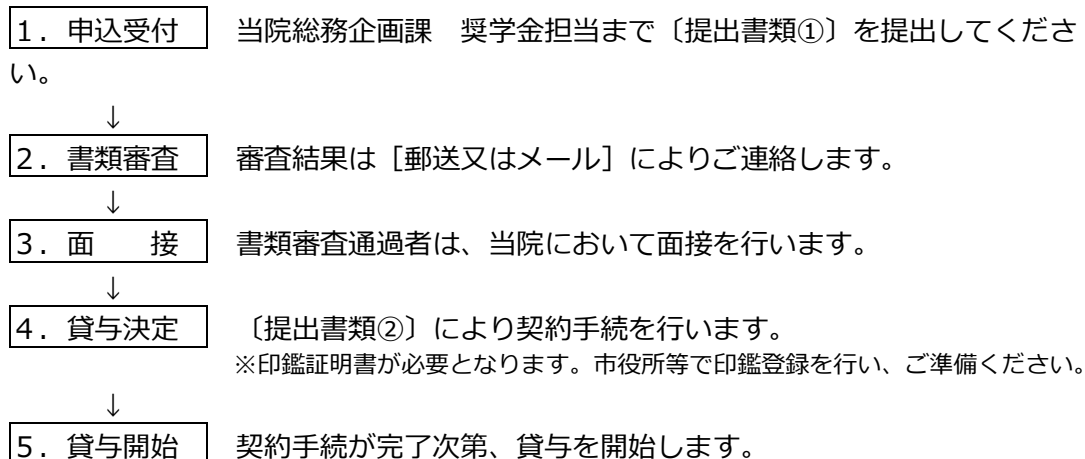 1．申込受付　当院総務企画課　奨学金担当まで〔提出書類①〕を提出してくださ
い。
↓
2．書類審査　審査結果は［郵送又はメール］によりご連絡します。
↓
3．面　　接　書類審査通過者は、当院において面接を行います。
↓
4．貸与決定　〔提出書類②〕により契約手続を行います。
※印鑑証明書が必要となります。市役所等で印鑑登録を行い、ご準備ください。
↓
5．貸与開始　契約手続が完了次第、貸与を開始します。